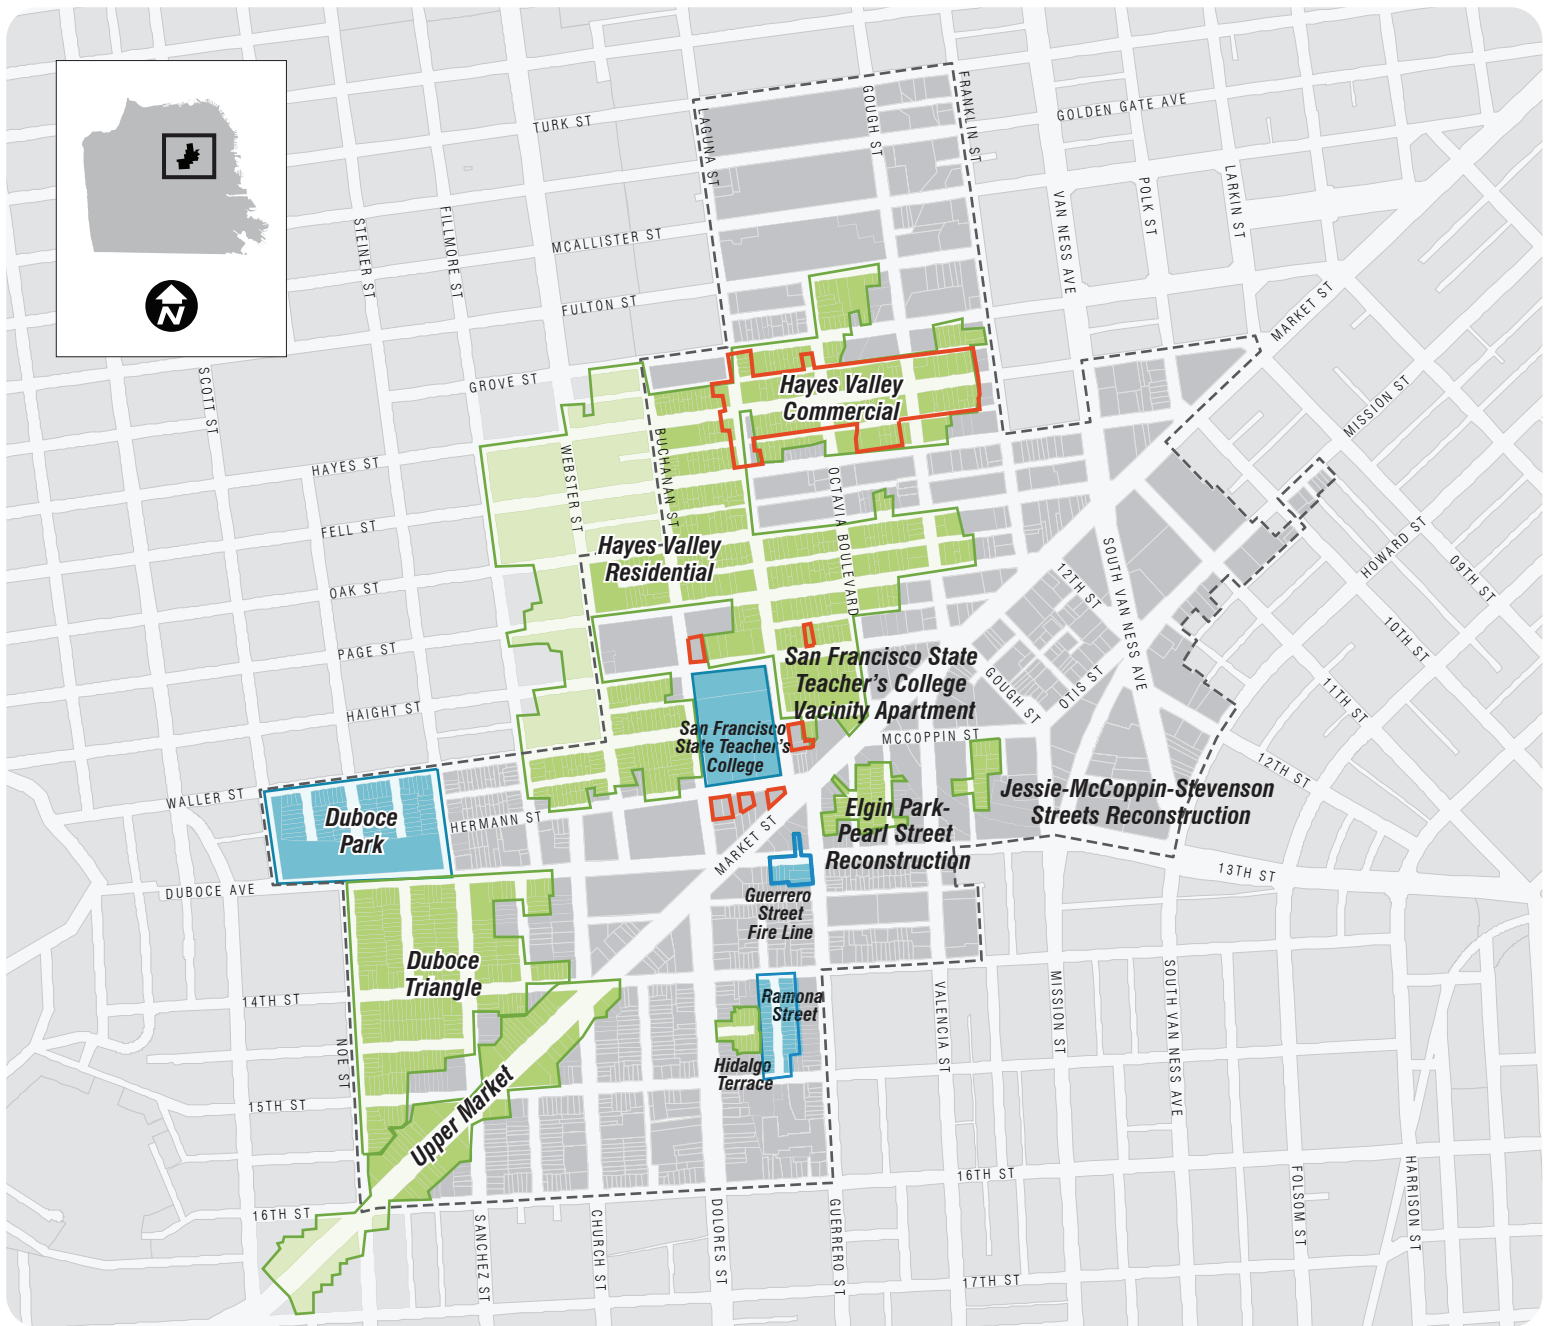 TURK ST
LAGUNA ST
GOUGH ST
FRANKLIN ST
GOLDEN GATE AVE
STEINER ST
FILLMORE ST
MCALLISTER ST
VAN NESS AVE
POLK ST
LARKIN ST
FULTON ST
MARKET ST
N
SCOTT ST
GROVE ST
Hayes Valley
Commercial
MISSION ST
HAYES ST
WEBSTER ST
BUCHANAN ST
FELL ST
OCTAVIA BOULEVARD
Hayes Valley
Residential
HOWARD ST
09TH ST
OAK ST
12TH ST
SOUTH VAN NESS AVE
PAGE ST
10TH ST
San Francisco State
Teacher's College
Vacinity Apartment
GOUGH ST
OTIS ST
11TH ST
HAIGHT ST
San Francisco
State Teacher's
College
MCCOPPIN ST
12TH ST
WALLER ST
Duboce
Park
HERMANN ST
MARKET ST
Elgin Park-
Pearl Street
Reconstruction
Jessie-McCoppin-Stevenson
Streets Reconstruction
13TH ST
DUBOCE AVE
Guerrero
Street
Fire Line
Duboce
Triangle
14TH ST
Ramona
Street
VALENCIA ST
MISSION ST
SOUTH VAN NESS AVE
NOE ST
Hidalgo
Terrace
15TH ST
Upper Market
16TH ST
16TH ST
SANCHEZ ST
CHURCH ST
DOLORES ST
GUERRERO ST
FOLSOM ST
HARRISON ST
17TH ST